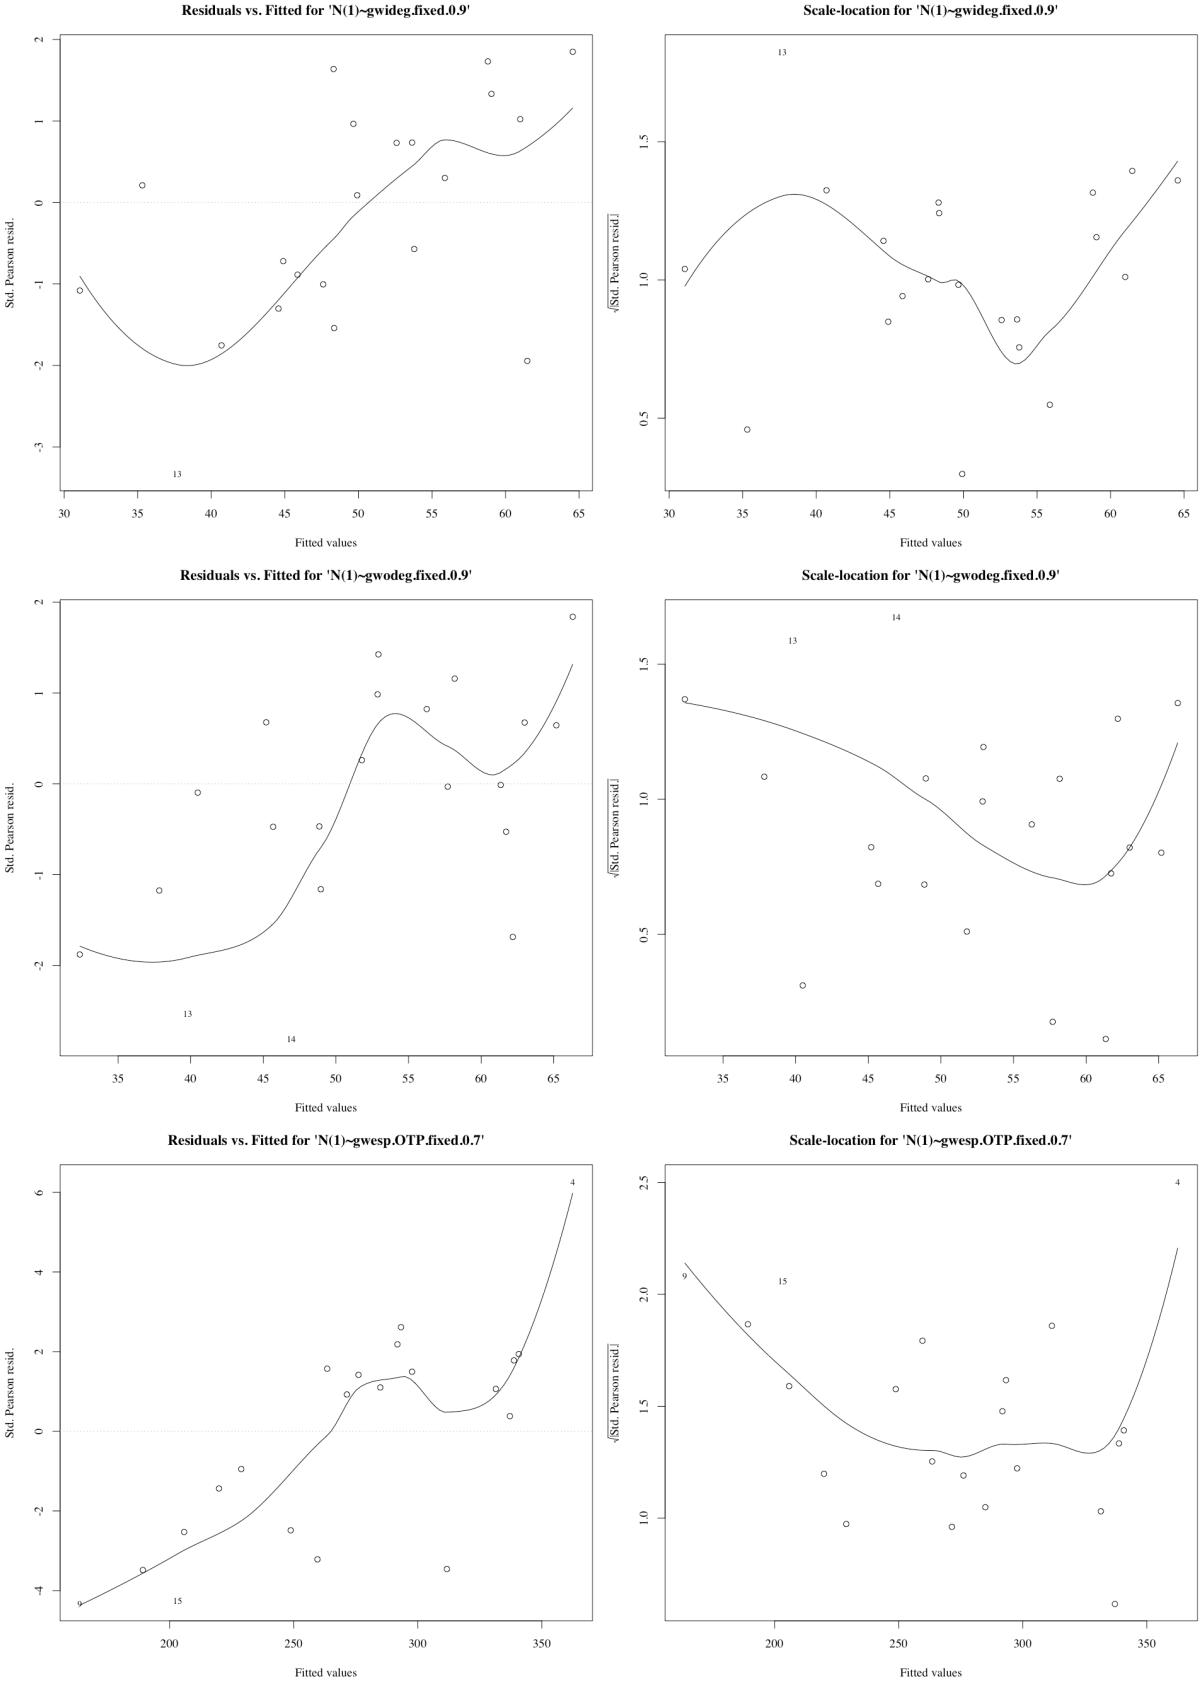 Residuals vs. Fitted for 'N(1)~gwideg.fixed.0.9'
Std. Pearson resid.
2
1
0
-1
-2
-3
13
30 35 40 45 50 55 60 65
Fitted values
Scale-location for 'N(1)~gwideg.fixed.0.9'
√|Std. Pearson resid.|
1.5
1.0
0.5
13
30 35 40 45 50 55 60 65
Fitted values
Residuals vs. Fitted for 'N(1)~gwodeg.fixed.0.9'
Std. Pearson resid.
2
1
0
-1
-2
13
14
35 40 45 50 55 60 65
Fitted values
Scale-location for 'N(1)~gwodeg.fixed.0.9'
√|Std. Pearson resid.|
1.5
1.0
0.5
14
13
35 40 45 50 55 60 65
Fitted values
Residuals vs. Fitted for 'N(1)~gwesp.OTP.fixed.0.7'
Std. Pearson resid.
6
4
2
0
-2
-4
4
9
15
200 250 300 350
Fitted values
Scale-location for 'N(1)~gwesp.OTP.fixed.0.7'
√|Std. Pearson resid.|
2.5
2.0
1.5
1.0
4
9
15
200 250 300 350
Fitted values